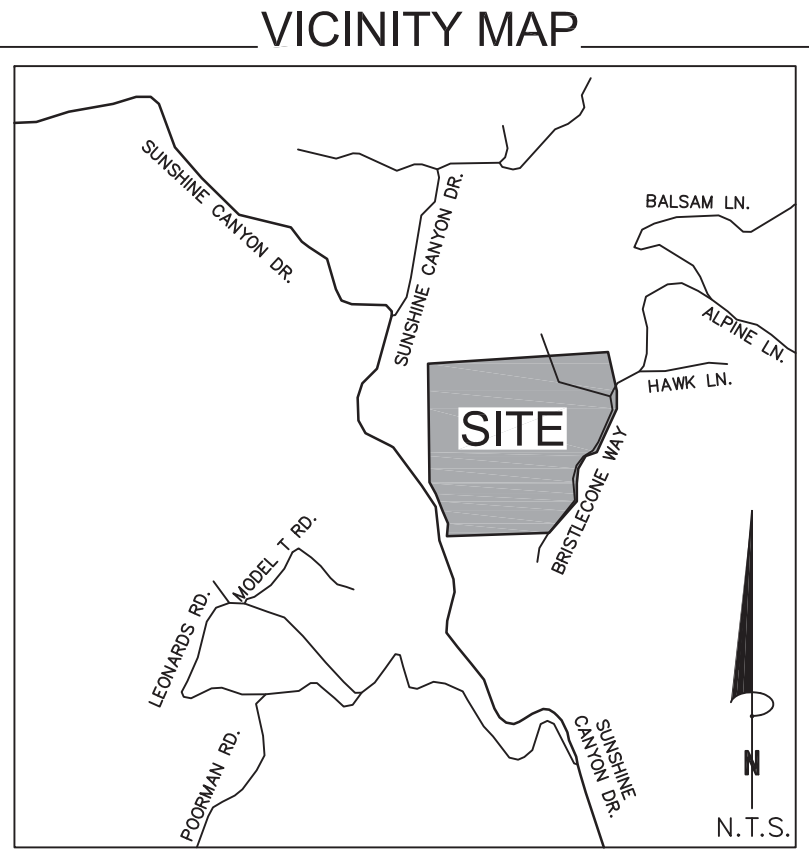 VICINITY MAP
SUNSHINE CANYON DR.
SUNSHINE CANYON DR.
BALSAM LN.
ALPINE LN.
HAWK LN.
SITE
BRISTLECONE WAY
MODEL T RD.
LEONARDS RD.
POORMAN RD.
SUNSHINE
CANYON DR.
N
N.T.S.